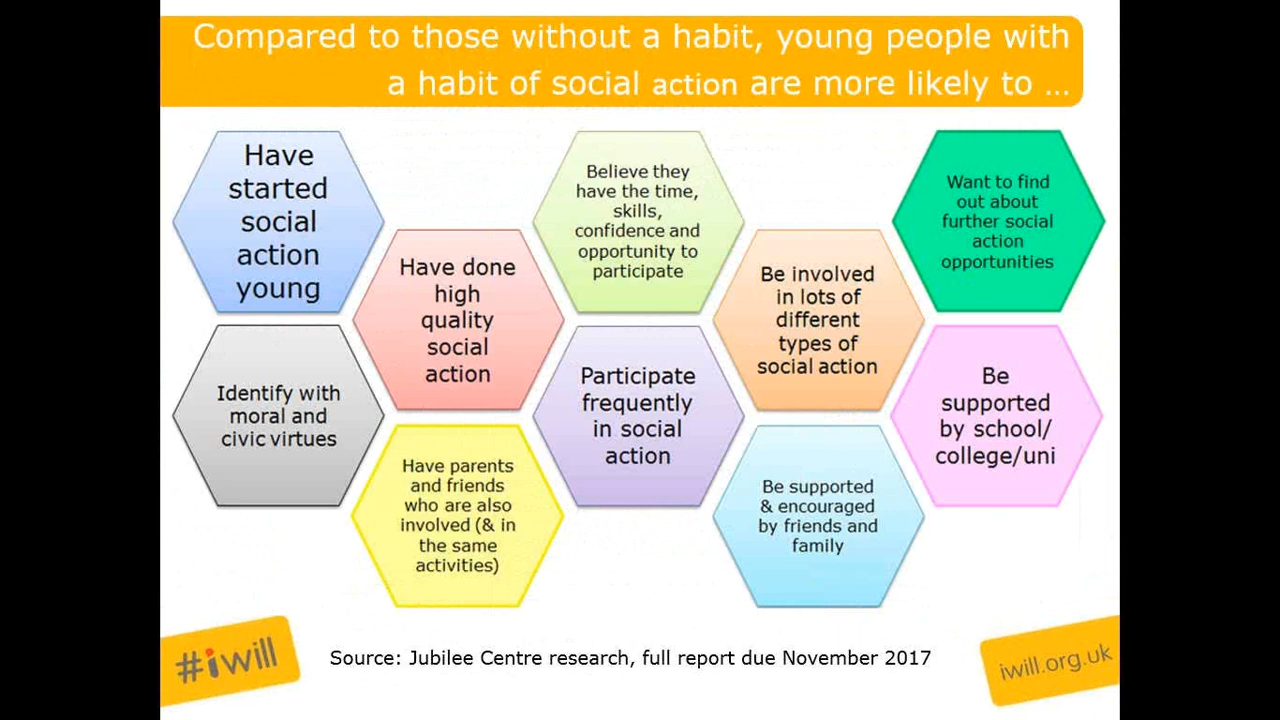 Compared to those without a habit, young people with
a habit of social action are more likely to …
Have
started
social
action
young
Have done
high
quality
social
action
Believe they
have the time,
skills,
confidence and
opportunity to
participate
Be involved
in lots of
different
types of
social action
Want to find
out about
further social
action
opportunities
Identify with
moral and
civic virtues
Have parents
and friends
who are also
involved (& in
the same
activities)
Participate
frequently
in social
action
Be supported
& encouraged
by friends and
family
Be
supported
by school/
college/uni
#iwill
Source: Jubilee Centre research, full report due November 2017
iwill.org.uk